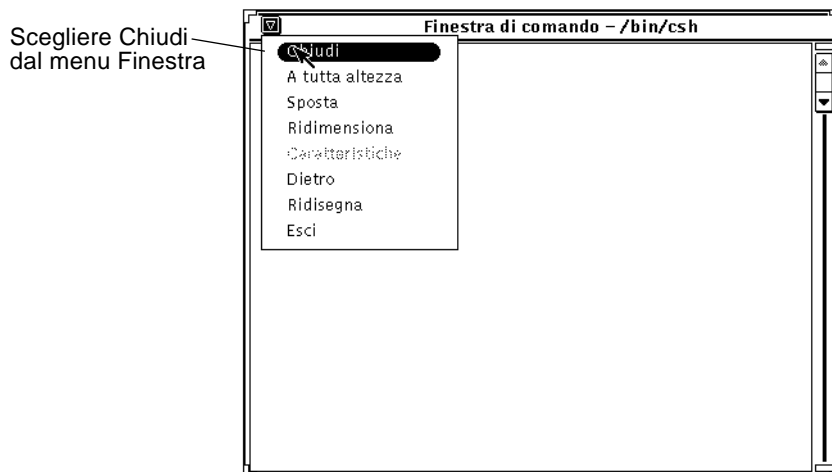 Scegliere Chiudi
dal menu Finestra
Finestra di comando – /bin/csh
Chiudi
A tutta altezza
Sposta
Ridimensiona
Caratteristiche
Dietro
Ridisegna
Esci